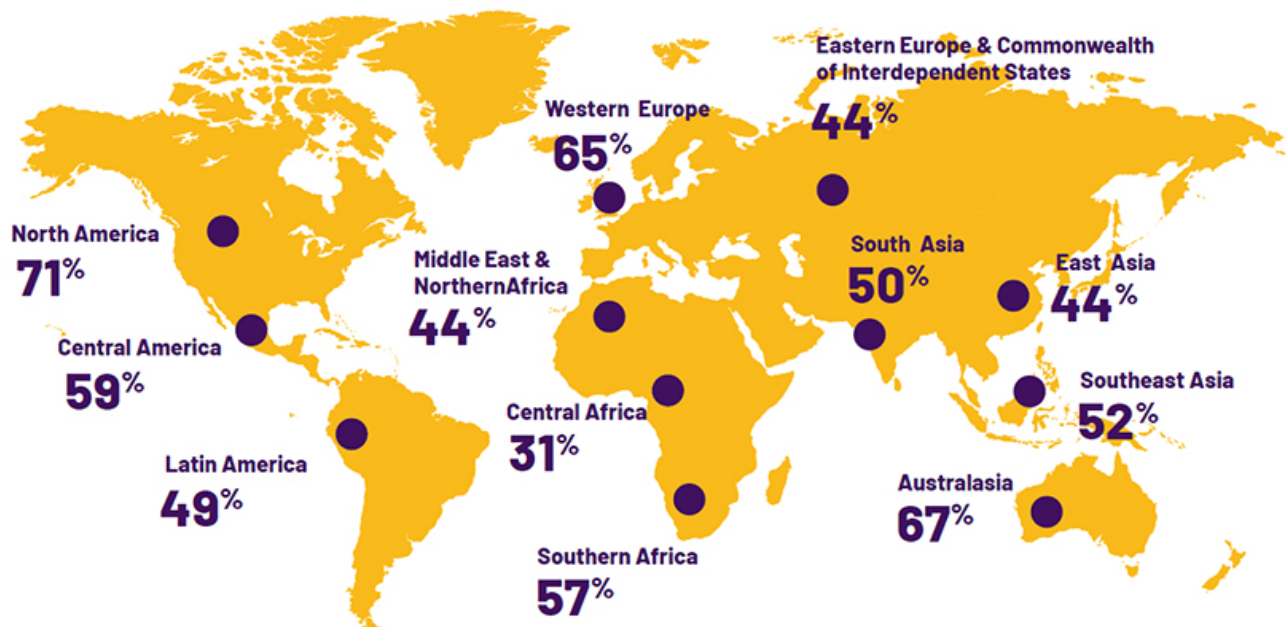 Eastern Europe & Commonwealth
of Interdependent States
44%
Western Europe
65%
North America
71%
Middle East &
NorthernAfrica
44%
South Asia
50%
East Asia
44%
Central America
59%
Southeast Asia
52%
Central Africa
31%
Latin America
49%
Australasia
67%
Southern Africa
57%